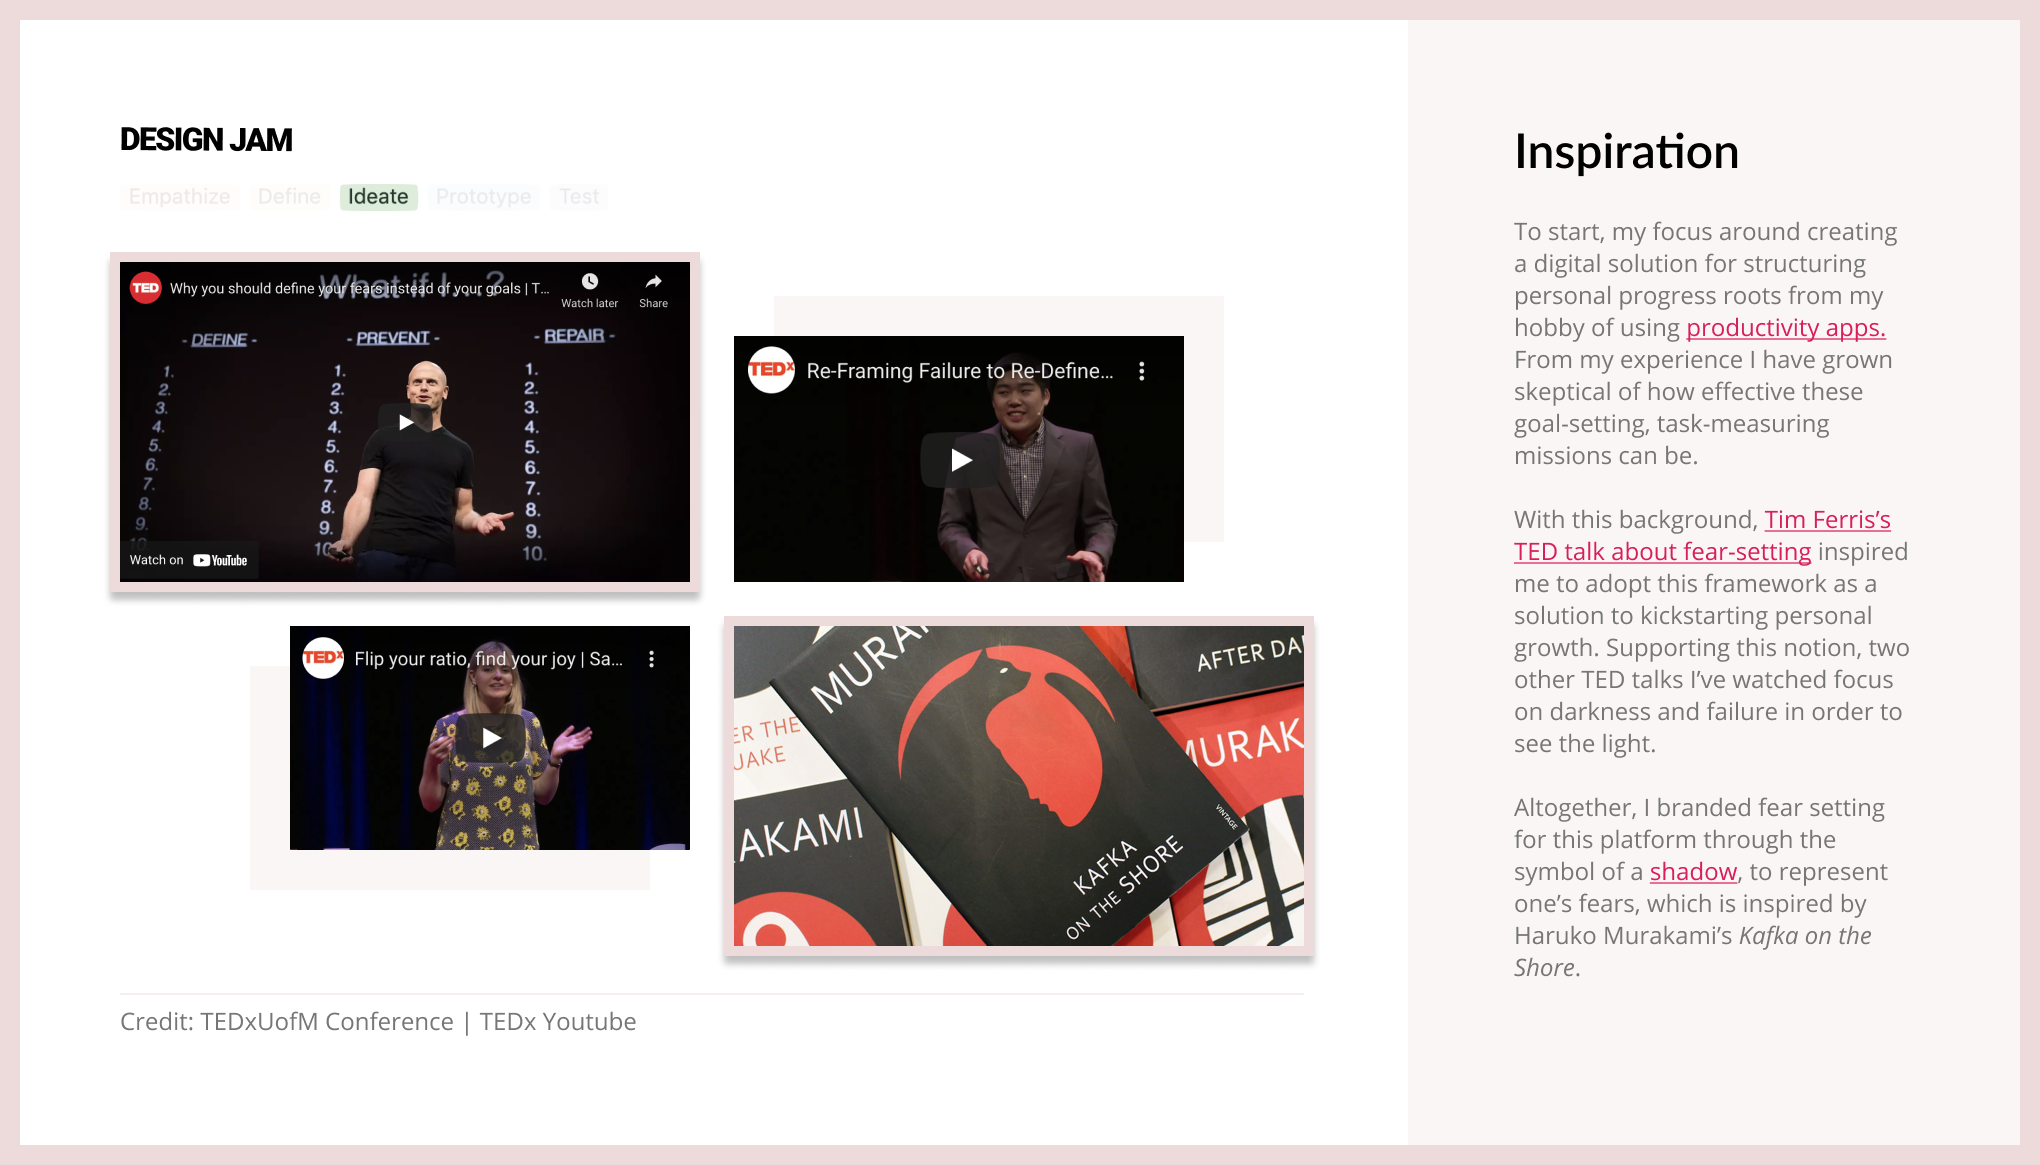 DESIGN JAM
Empathize Define Ideate Prototype Test
What if I...?
TED Why you should define your fears instead of your goals | T...
Watch later Share
- DEFINE - - PREVENT - - REPAIR -
1. 1. 1.
2. 2. 2.
3. 3. 3.
4. 4. 4.
5. 5. 5.
6. 6. 6.
7. 7. 7.
8. 8. 8.
9. 9. 9.
10 10 10.
Watch on YouTube
TEDx Re-Framing Failure to Re-Define...
TEDx Flip your ratio, find your joy | Sa...
MURA
AFTER DA
ER THE
UAKE
MURAK
AKAMI
VINTAGE
KAFKA
ON THE SHORE
Credit: TEDxUofM Conference | TEDx Youtube
Inspiration
To start, my focus around creating
a digital solution for structuring
personal progress roots from my
hobby of using productivity apps.
From my experience I have grown
skeptical of how effective these
goal-setting, task-measuring
missions can be.
With this background, Tim Ferris’s
TED talk about fear-setting inspired
me to adopt this framework as a
solution to kickstarting personal
growth. Supporting this notion, two
other TED talks I’ve watched focus
on darkness and failure in order to
see the light.
Altogether, I branded fear setting
for this platform through the
symbol of a shadow, to represent
one’s fears, which is inspired by
Haruko Murakami’s Kafka on the
Shore.